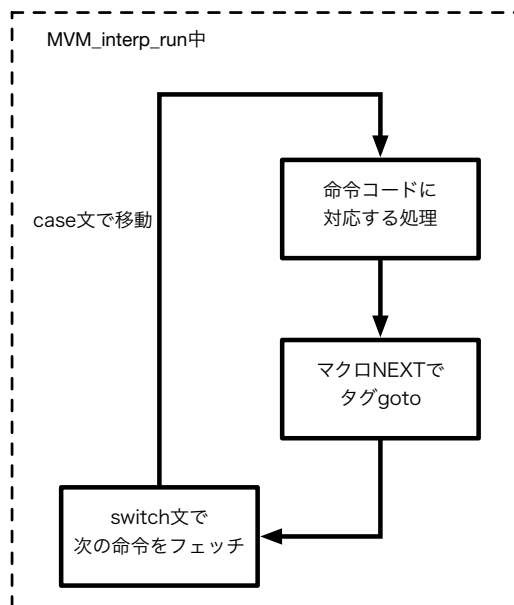 MVM_interp_run中
命令コードに
対応する処理
case文で移動
マクロNEXTで
タグgoto
switch文で
次の命令をフェッチ